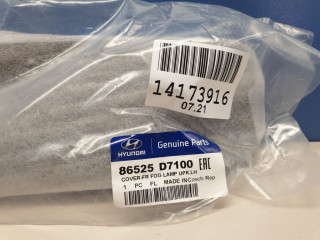 14173916
07.21
HYUNDAI
Genuine Parts
86525 D7100 EAC
COVER-FR FOG LAMP UPR,LH
1 PC FL MADE IN Czech Rep